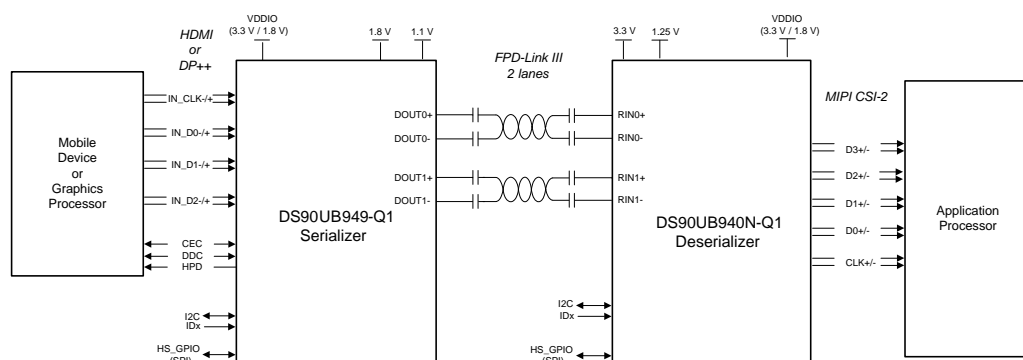 VDDIO
(3.3 V / 1.8 V)
1.8 V
1.1 V
HDMI
or
DP++
FPD-Link III
2 lanes
3.3 V
1.25 V
VDDIO
(3.3 V / 1.8 V)
MIPI CSI-2
Mobile
Device
or
Graphics
Processor
IN_CLK-/+
IN_D0-/+
IN_D1-/+
IN_D2-/+
CEC
DDC
HPD
I2C
IDx
HS_GPIO
(SPI)
DOUT0+
DOUT0-
DOUT1+
DOUT1-
DS90UB949-Q1
Serializer
RIN0+
RIN0-
RIN1+
RIN1-
DS90UB940N-Q1
Deserializer
I2C
IDx
HS_GPIO
(SPI)
D3+/-
D2+/-
D1+/-
D0+/-
CLK+/-
Application
Processor